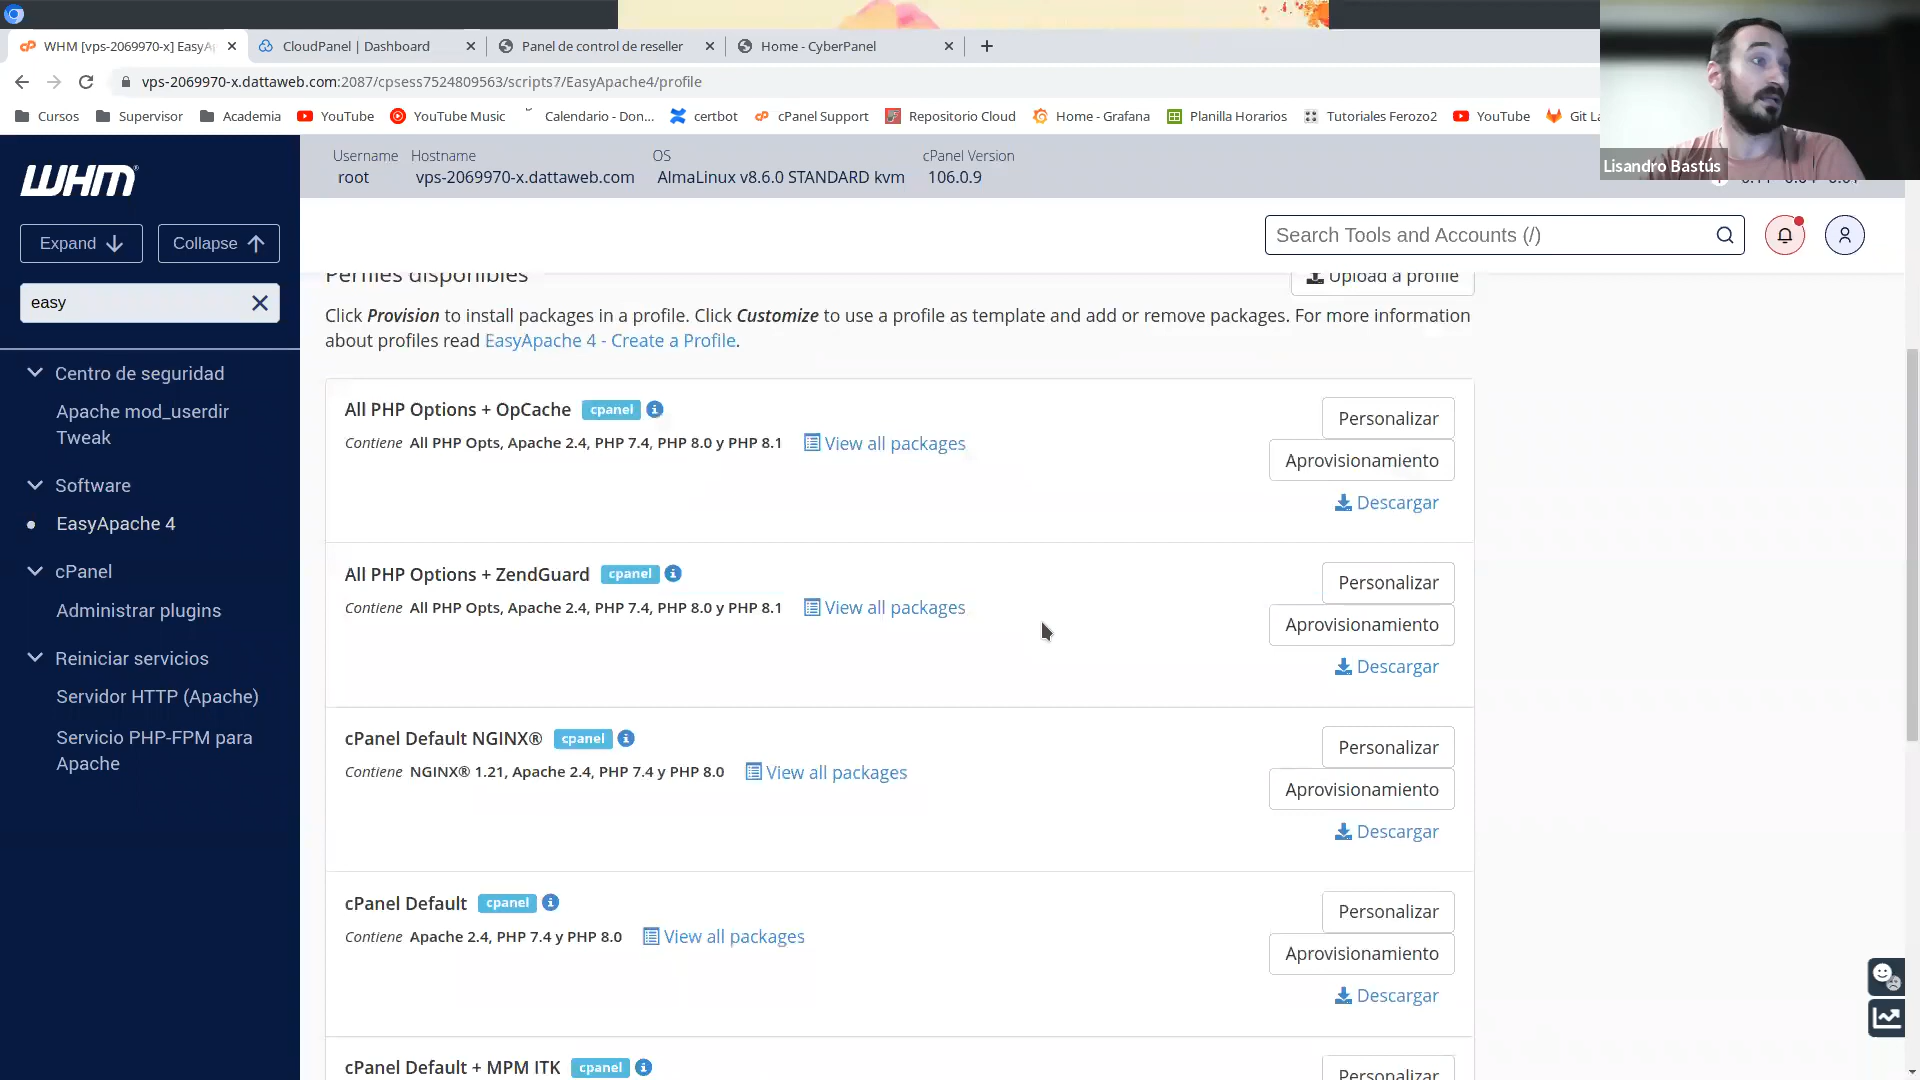 WHM [vps-2069970-x] EasyAp
CloudPanel | Dashboard
Panel de control de reseller
Home - CyberPanel
vps-2069970-x.dattaweb.com:2087/cpsess7524809563/scripts7/EasyApache4/profile
Cursos
Supervisor
Academia
YouTube
YouTube Music
Calendario - Don...
certbot
cPanel Support
Repositorio Cloud
Home - Grafana
Planilla Horarios
Tutoriales Ferozo2
YouTube
Git La
Lisandro Bastús
WHM
Expand
Collapse
easy
Centro de seguridad
Apache mod_userdir
Tweak
Software
EasyApache 4
cPanel
Administrar plugins
Reiniciar servicios
Servidor HTTP (Apache)
Servicio PHP-FPM para
Apache
Username
Hostname
OS
cPanel Version
root
vps-2069970-x.dattaweb.com
AlmaLinux v8.6.0 STANDARD kvm
106.0.9
Search Tools and Accounts (/)
Perfiles disponibles
Upload a profile
Click Provision to install packages in a profile. Click Customize to use a profile as template and add or remove packages. For more information
about profiles read EasyApache 4 - Create a Profile.
All PHP Options + OpCache cpanel
Contiene All PHP Opts, Apache 2.4, PHP 7.4, PHP 8.0 y PHP 8.1 View all packages
Personalizar
Aprovisionamiento
Descargar
All PHP Options + ZendGuard cpanel
Contiene All PHP Opts, Apache 2.4, PHP 7.4, PHP 8.0 y PHP 8.1 View all packages
Personalizar
Aprovisionamiento
Descargar
cPanel Default NGINX® cpanel
Contiene NGINX® 1.21, Apache 2.4, PHP 7.4 y PHP 8.0 View all packages
Personalizar
Aprovisionamiento
Descargar
cPanel Default cpanel
Contiene Apache 2.4, PHP 7.4 y PHP 8.0 View all packages
Personalizar
Aprovisionamiento
Descargar
cPanel Default + MPM ITK cpanel
Personalizar